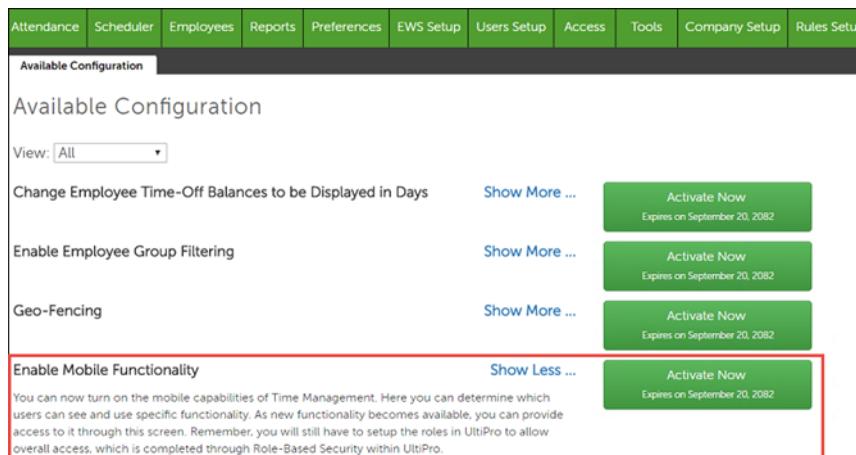 Attendance Scheduler Employees Reports Preferences EWS Setup Users Setup Access Tools Company Setup Rules Setu
Available Configuration
Available Configuration
View: All
Change Employee Time-Off Balances to be Displayed in Days Show More ... Activate Now
Expires on September 20, 2082
Enable Employee Group Filtering Show More ... Activate Now
Expires on September 20, 2082
Geo-Fencing Show More ... Activate Now
Expires on September 20, 2082
Enable Mobile Functionality Show Less ... Activate Now
Expires on September 20, 2082
You can now turn on the mobile capabilities of Time Management. Here you can determine which
users can see and use specific functionality. As new functionality becomes available, you can provide
access to it through this screen. Remember, you will still have to setup the roles in UltiPro to allow
overall access, which is completed through Role-Based Security within UltiPro.